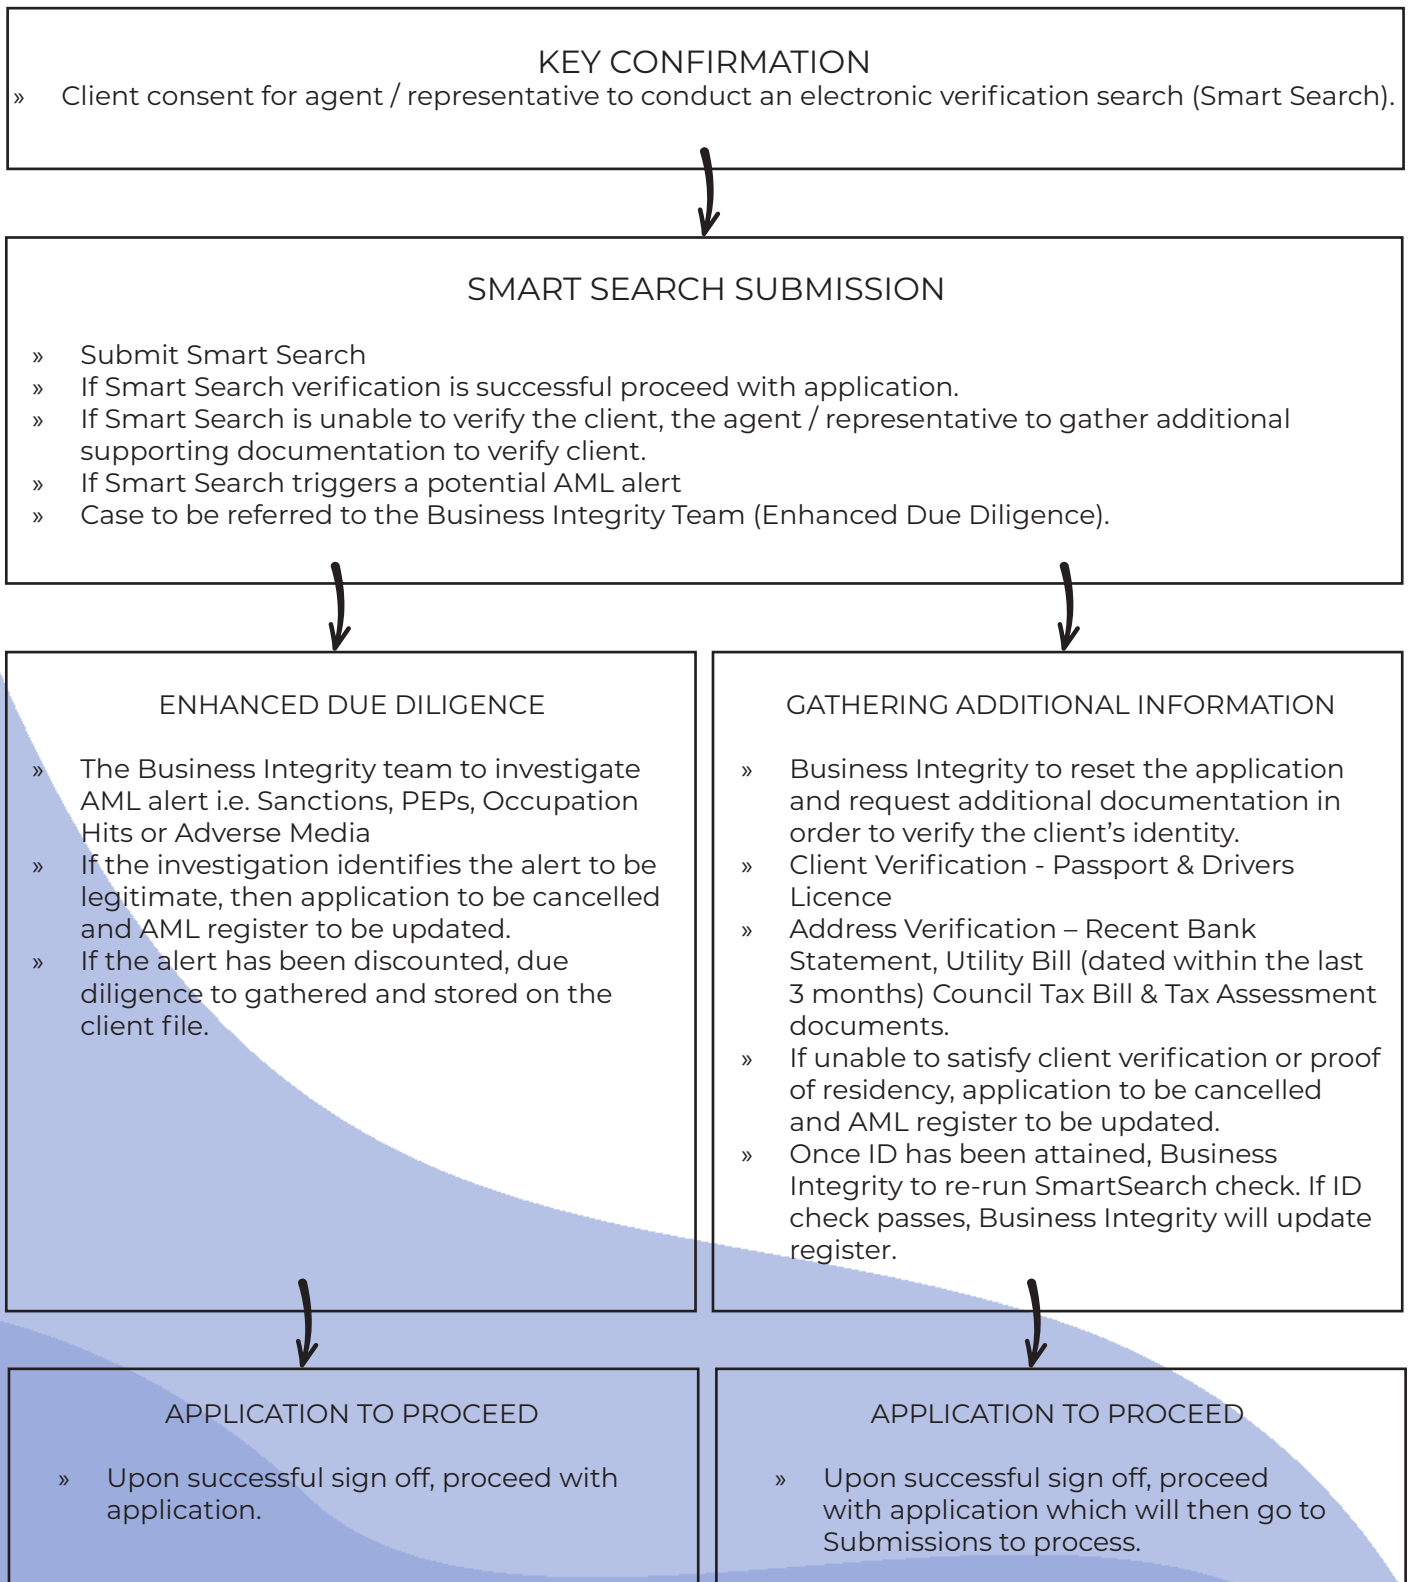 KEY CONFIRMATION
» Client consent for agent / representative to conduct an electronic verification search (Smart Search).
SMART SEARCH SUBMISSION
» Submit Smart Search
» If Smart Search verification is successful proceed with application.
» If Smart Search is unable to verify the client, the agent / representative to gather additional
supporting documentation to verify client.
» If Smart Search triggers a potential AML alert
» Case to be referred to the Business Integrity Team (Enhanced Due Diligence).
ENHANCED DUE DILIGENCE
» The Business Integrity team to investigate
AML alert i.e. Sanctions, PEPs, Occupation
Hits or Adverse Media
» If the investigation identifies the alert to be
legitimate, then application to be cancelled
and AML register to be updated.
» If the alert has been discounted, due
diligence to gathered and stored on the
client file.
GATHERING ADDITIONAL INFORMATION
» Business Integrity to reset the application
and request additional documentation in
order to verify the client’s identity.
» Client Verification - Passport & Drivers
Licence
» Address Verification – Recent Bank
Statement, Utility Bill (dated within the last
3 months) Council Tax Bill & Tax Assessment
documents.
» If unable to satisfy client verification or proof
of residency, application to be cancelled
and AML register to be updated.
» Once ID has been attained, Business
Integrity to re-run SmartSearch check. If ID
check passes, Business Integrity will update
register.
APPLICATION TO PROCEED
» Upon successful sign off, proceed with
application.
APPLICATION TO PROCEED
» Upon successful sign off, proceed
with application which will then go to
Submissions to process.